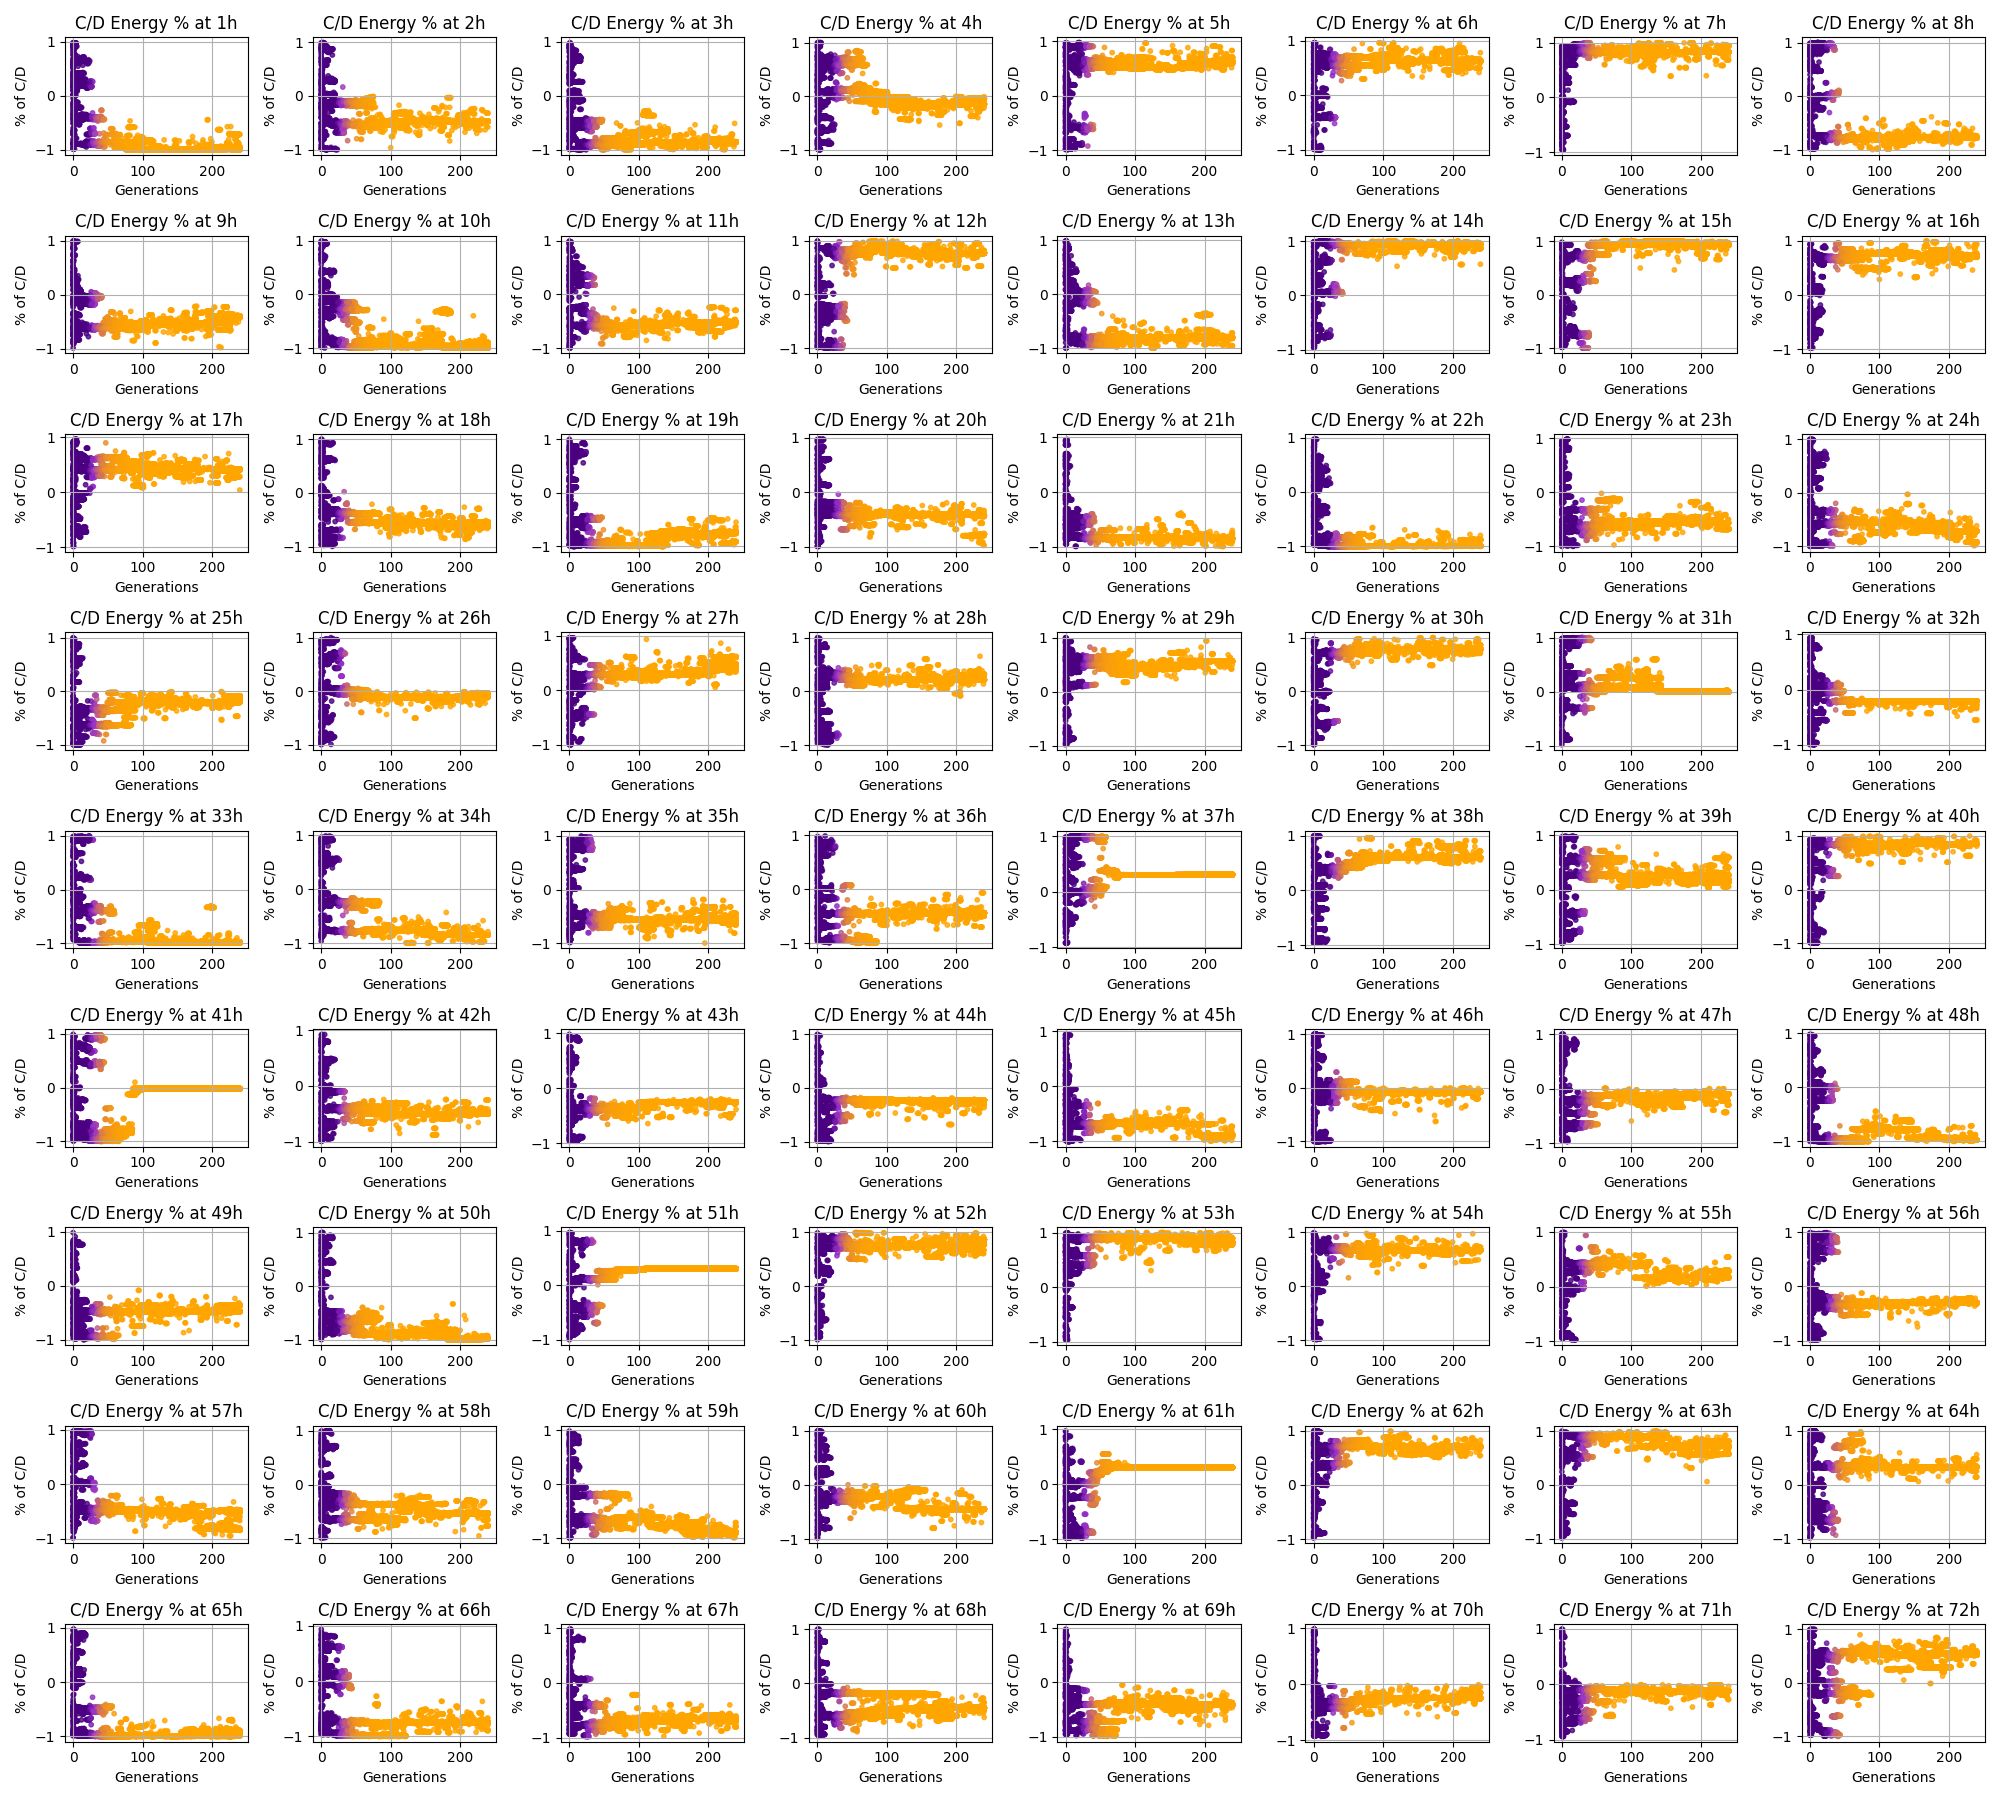 C/D Energy % at 1h C/D Energy % at 2h C/D Energy % at 3h C/D Energy % at 4h C/D Energy % at 5h C/D Energy % at 6h C/D Energy % at 7h C/D Energy % at 8h
1 1 1 1 1 1 1 1
% of C/D % of C/D % of C/D % of C/D % of C/D % of C/D % of C/D % of C/D
0 0 0 0 0 0 0 0
−1 −1 −1 −1 −1 −1 −1 −1
0 100 200 0 100 200 0 100 200 0 100 200 0 100 200 0 100 200 0 100 200 0 100 200
Generations Generations Generations Generations Generations Generations Generations Generations
C/D Energy % at 9h C/D Energy % at 10h C/D Energy % at 11h C/D Energy % at 12h C/D Energy % at 13h C/D Energy % at 14h C/D Energy % at 15h C/D Energy % at 16h
1 1 1 1 1 1 1 1
% of C/D % of C/D % of C/D % of C/D % of C/D % of C/D % of C/D % of C/D
0 0 0 0 0 0 0 0
−1 −1 −1 −1 −1 −1 −1 −1
0 100 200 0 100 200 0 100 200 0 100 200 0 100 200 0 100 200 0 100 200 0 100 200
Generations Generations Generations Generations Generations Generations Generations Generations
C/D Energy % at 17h C/D Energy % at 18h C/D Energy % at 19h C/D Energy % at 20h C/D Energy % at 21h C/D Energy % at 22h C/D Energy % at 23h C/D Energy % at 24h
1 1 1 1 1 1 1 1
% of C/D % of C/D % of C/D % of C/D % of C/D % of C/D % of C/D % of C/D
0 0 0 0 0 0 0 0
−1 −1 −1 −1 −1 −1 −1 −1
0 100 200 0 100 200 0 100 200 0 100 200 0 100 200 0 100 200 0 100 200 0 100 200
Generations Generations Generations Generations Generations Generations Generations Generations
C/D Energy % at 25h C/D Energy % at 26h C/D Energy % at 27h C/D Energy % at 28h C/D Energy % at 29h C/D Energy % at 30h C/D Energy % at 31h C/D Energy % at 32h
1 1 1 1 1 1 1 1
% of C/D % of C/D % of C/D % of C/D % of C/D % of C/D % of C/D % of C/D
0 0 0 0 0 0 0 0
−1 −1 −1 −1 −1 −1 −1 −1
0 100 200 0 100 200 0 100 200 0 100 200 0 100 200 0 100 200 0 100 200 0 100 200
Generations Generations Generations Generations Generations Generations Generations Generations
C/D Energy % at 33h C/D Energy % at 34h C/D Energy % at 35h C/D Energy % at 36h C/D Energy % at 37h C/D Energy % at 38h C/D Energy % at 39h C/D Energy % at 40h
1 1 1 1 1 1 1 1
% of C/D % of C/D % of C/D % of C/D % of C/D % of C/D % of C/D % of C/D
0 0 0 0 0 0 0 0
−1 −1 −1 −1 −1 −1 −1 −1
0 100 200 0 100 200 0 100 200 0 100 200 0 100 200 0 100 200 0 100 200 0 100 200
Generations Generations Generations Generations Generations Generations Generations Generations
C/D Energy % at 41h C/D Energy % at 42h C/D Energy % at 43h C/D Energy % at 44h C/D Energy % at 45h C/D Energy % at 46h C/D Energy % at 47h C/D Energy % at 48h
1 1 1 1 1 1 1 1
% of C/D % of C/D % of C/D % of C/D % of C/D % of C/D % of C/D % of C/D
0 0 0 0 0 0 0 0
−1 −1 −1 −1 −1 −1 −1 −1
0 100 200 0 100 200 0 100 200 0 100 200 0 100 200 0 100 200 0 100 200 0 100 200
Generations Generations Generations Generations Generations Generations Generations Generations
C/D Energy % at 49h C/D Energy % at 50h C/D Energy % at 51h C/D Energy % at 52h C/D Energy % at 53h C/D Energy % at 54h C/D Energy % at 55h C/D Energy % at 56h
1 1 1 1 1 1 1 1
% of C/D % of C/D % of C/D % of C/D % of C/D % of C/D % of C/D % of C/D
0 0 0 0 0 0 0 0
−1 −1 −1 −1 −1 −1 −1 −1
0 100 200 0 100 200 0 100 200 0 100 200 0 100 200 0 100 200 0 100 200 0 100 200
Generations Generations Generations Generations Generations Generations Generations Generations
C/D Energy % at 57h C/D Energy % at 58h C/D Energy % at 59h C/D Energy % at 60h C/D Energy % at 61h C/D Energy % at 62h C/D Energy % at 63h C/D Energy % at 64h
1 1 1 1 1 1 1 1
% of C/D % of C/D % of C/D % of C/D % of C/D % of C/D % of C/D % of C/D
0 0 0 0 0 0 0 0
−1 −1 −1 −1 −1 −1 −1 −1
0 100 200 0 100 200 0 100 200 0 100 200 0 100 200 0 100 200 0 100 200 0 100 200
Generations Generations Generations Generations Generations Generations Generations Generations
C/D Energy % at 65h C/D Energy % at 66h C/D Energy % at 67h C/D Energy % at 68h C/D Energy % at 69h C/D Energy % at 70h C/D Energy % at 71h C/D Energy % at 72h
1 1 1 1 1 1 1 1
% of C/D % of C/D % of C/D % of C/D % of C/D % of C/D % of C/D % of C/D
0 0 0 0 0 0 0 0
−1 −1 −1 −1 −1 −1 −1 −1
0 100 200 0 100 200 0 100 200 0 100 200 0 100 200 0 100 200 0 100 200 0 100 200
Generations Generations Generations Generations Generations Generations Generations Generations